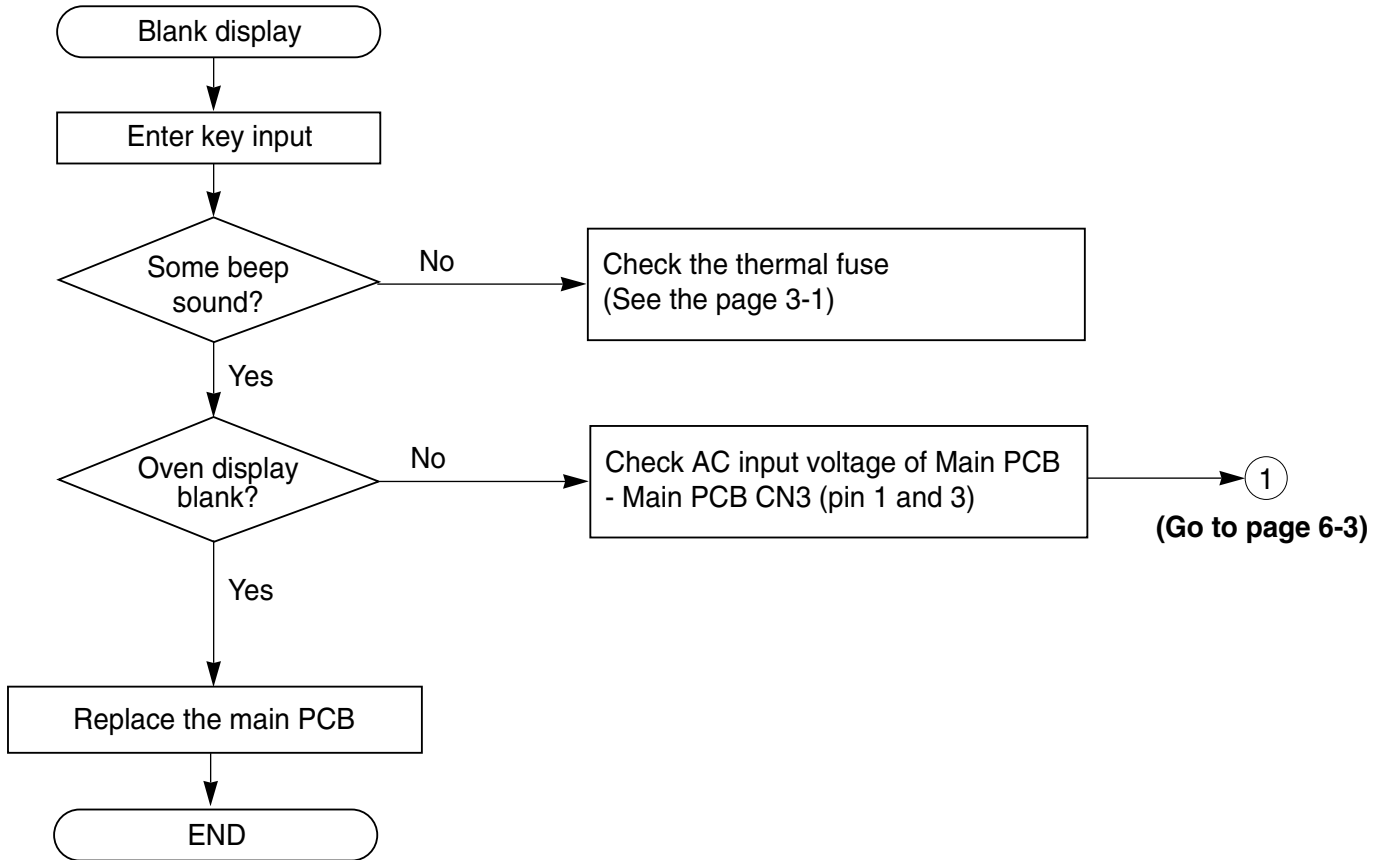 Blank display
Enter key input
Some beep
sound?
No
Check the thermal fuse
(See the page 3-1)
Yes
Oven display
blank?
No
Check AC input voltage of Main PCB
- Main PCB CN3 (pin 1 and 3)
1
(Go to page 6-3)
Yes
Replace the main PCB
END